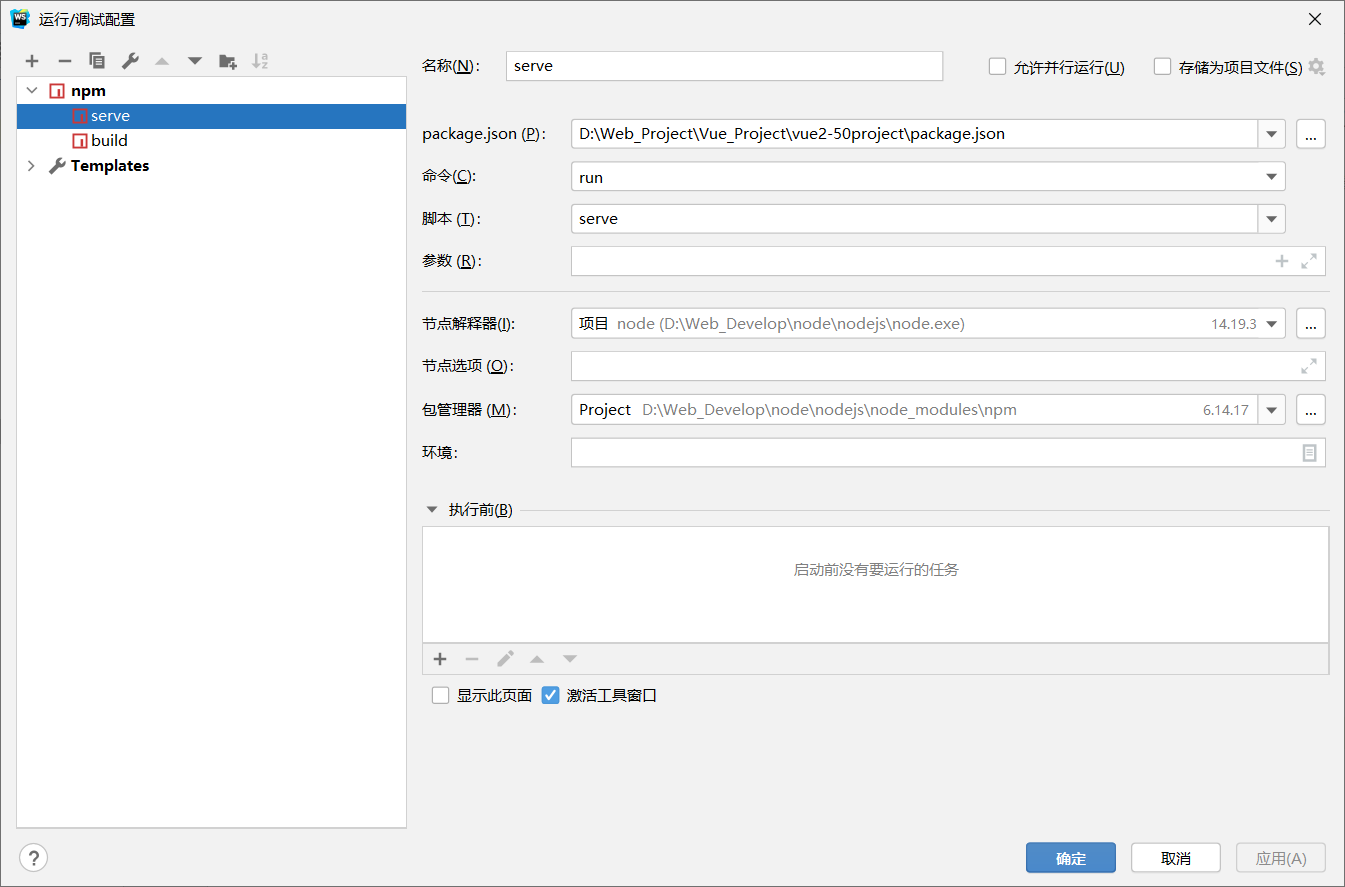 运行/调试配置
名称(N):
serve
允许并行运行(U)
存储为项目文件(S)
npm
serve
build
Templates
package.json (P):
D:\Web_Project\Vue_Project\vue2-50project\package.json
...
命令(C):
run
脚本 (T):
serve
参数 (R):
节点解释器(I):
项目 node (D:\Web_Develop\node\nodejs\node.exe) 14.19.3
...
节点选项 (O):
包管理器 (M):
Project D:\Web_Develop\node\nodejs\node_modules\npm 6.14.17
...
环境:
执行前(B)
启动前没有要运行的任务
显示此页面
激活工具窗口
?
确定
取消
应用(A)